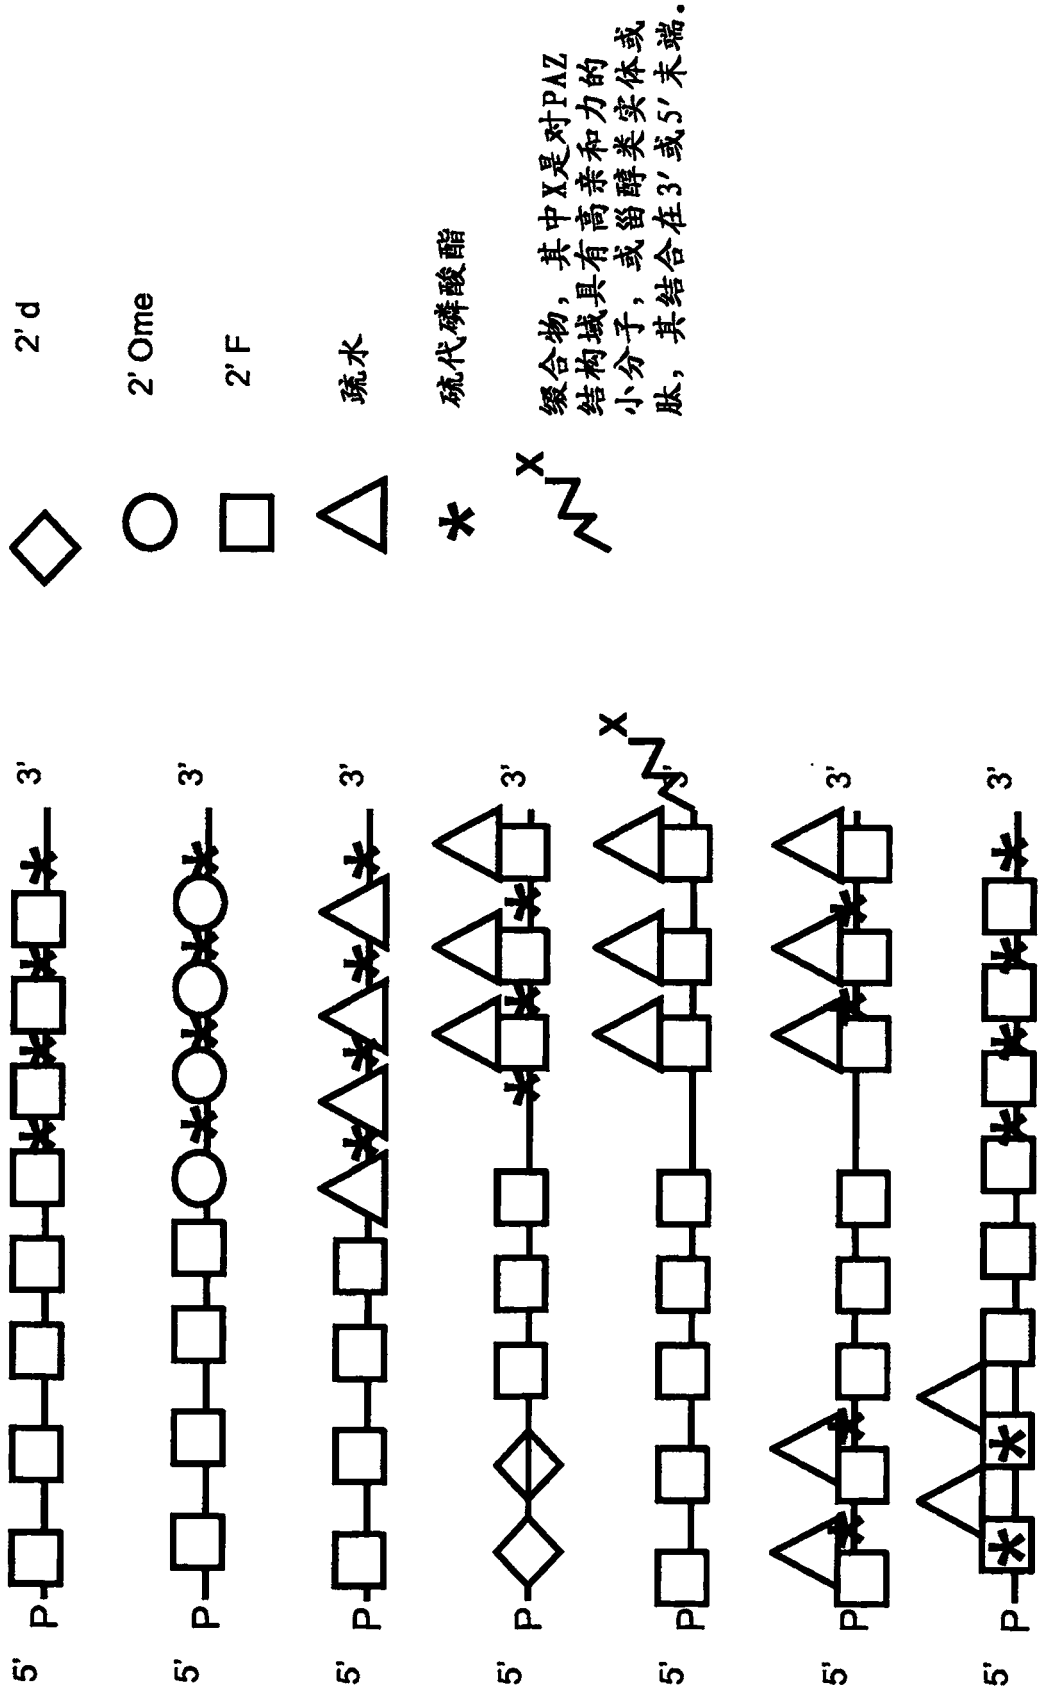 5' P 3'
5' P 3'
5' P 3'
5' P 3'
X
5' P 3'
5' P 3'
5' P 3'
2' d
2' Ome
2' F
疏水
硫代磷酸酯
X
缀合物，其中X是对PAZ
结构域具有高亲和力的
小分子，或甾醇类实体或
肽，其结合在3'或5'末端。